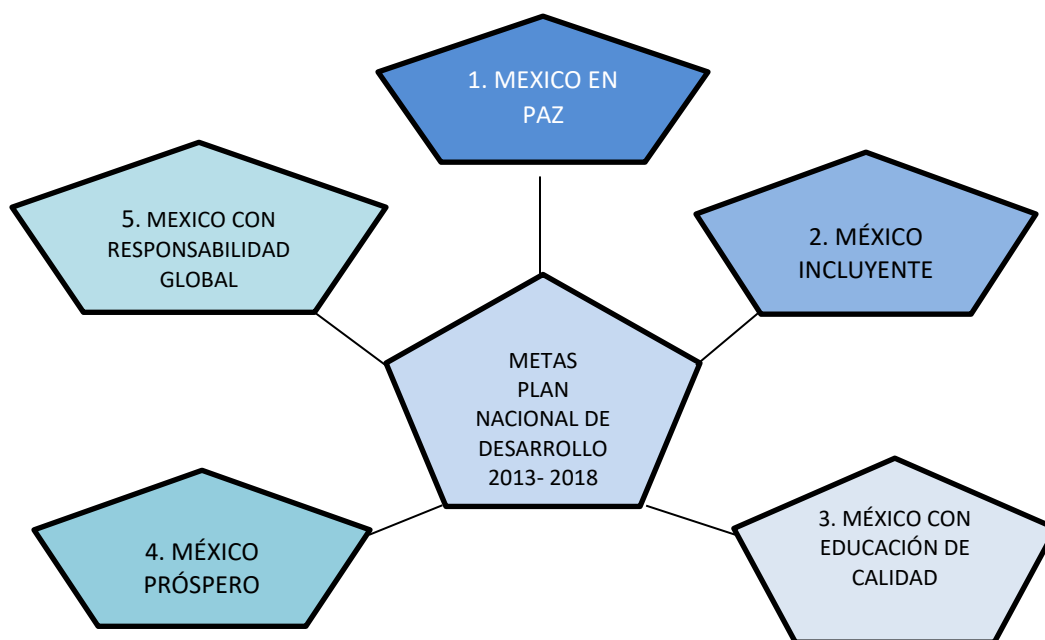 1. MEXICO EN
PAZ
2. MÉXICO
INCLUYENTE
3. MÉXICO CON
EDUCACIÓN DE
CALIDAD
4. MÉXICO
PRÓSPERO
5. MEXICO CON
RESPONSABILIDAD
GLOBAL
METAS
PLAN
NACIONAL DE
DESARROLLO
2013- 2018